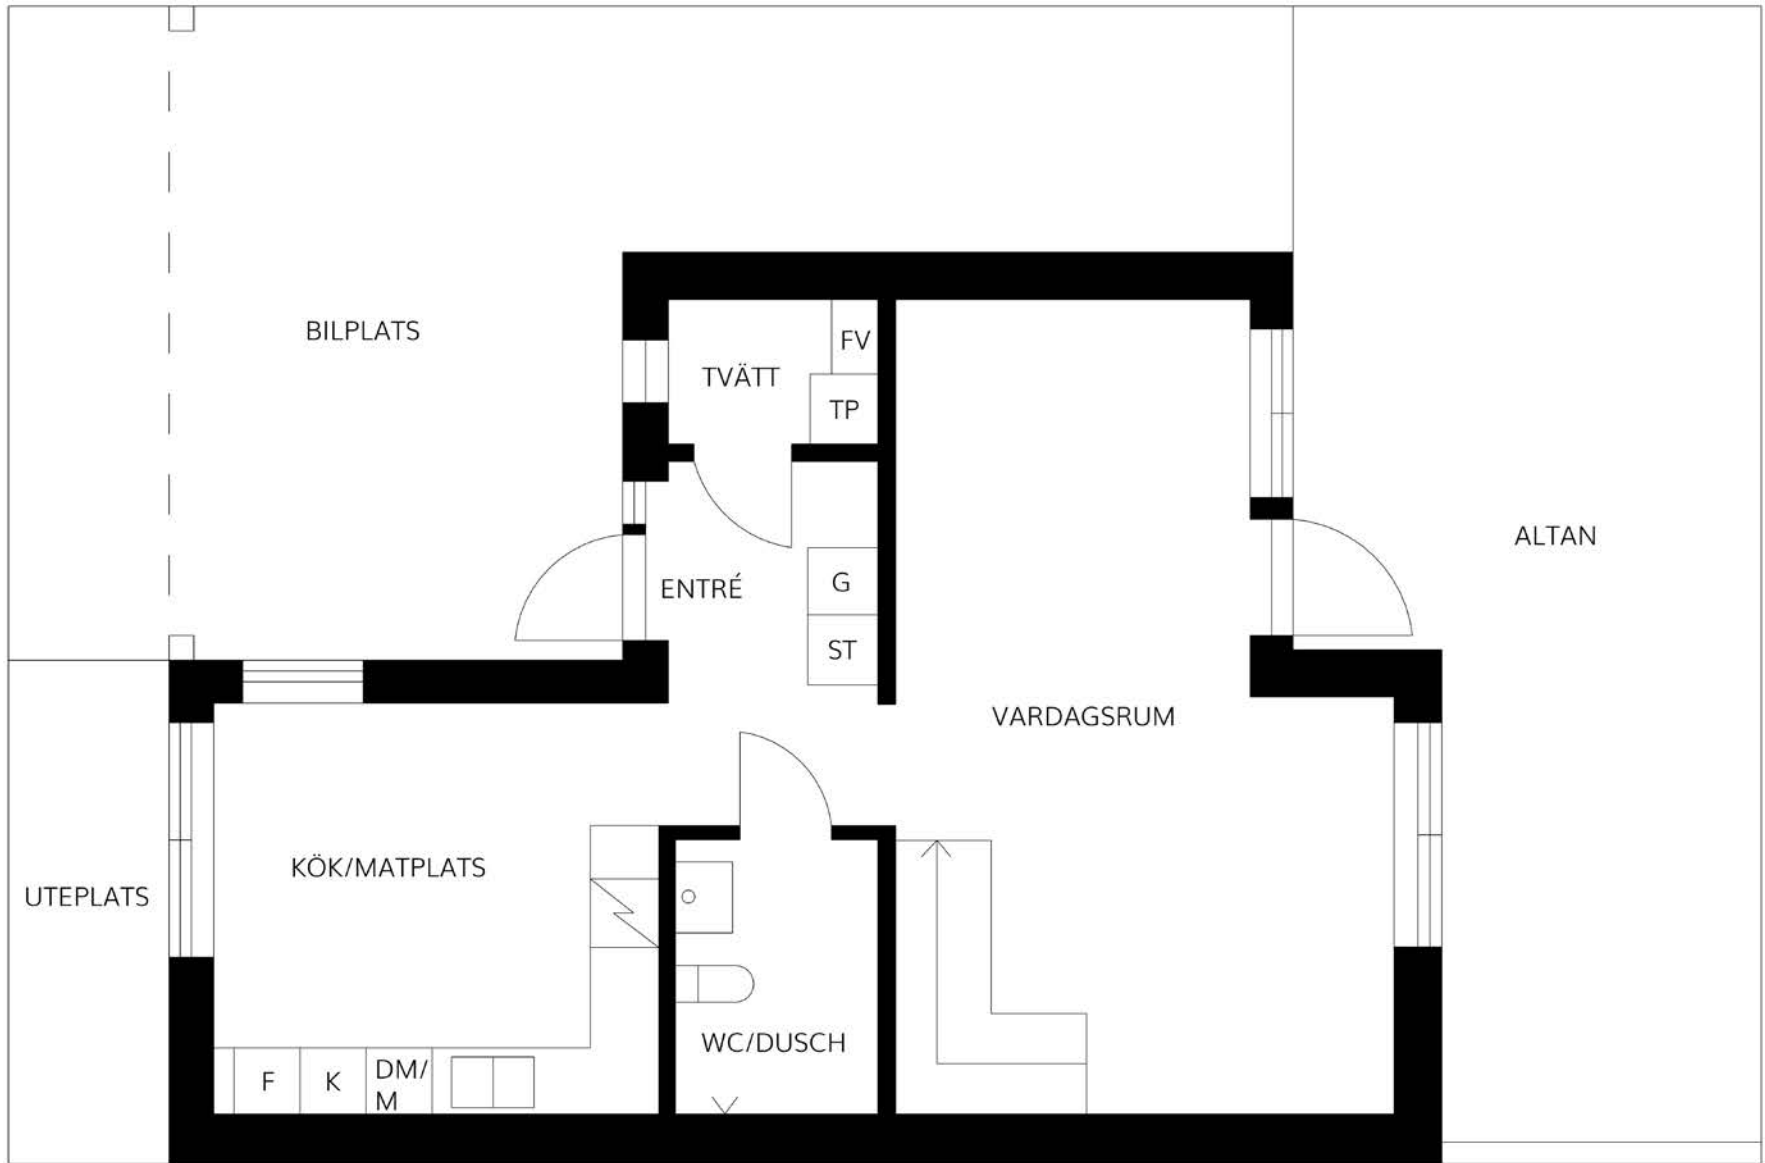 BILPLATS
TVÄTT
FV
TP
ENTRÉ
G
ST
ALTAN
VARDAGSRUM
KÖK/MATPLATS
UTEPLATS
WC/DUSCH
F
K
DM/
M